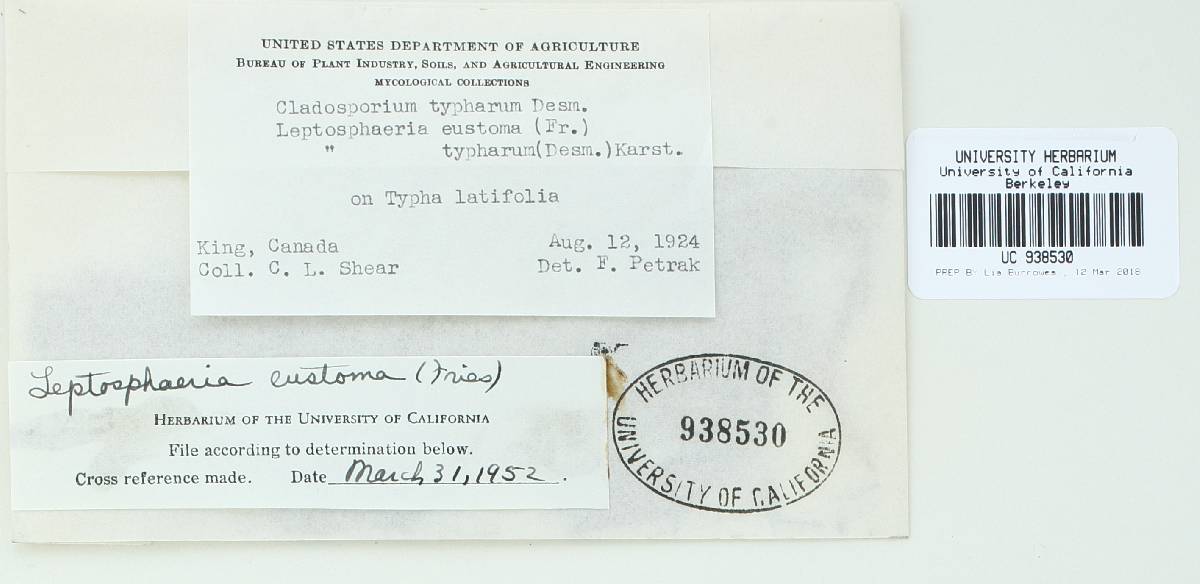 UNITED STATES DEPARTMENT OF AGRICULTURE
BUREAU OF PLANT INDUSTRY, SOILS, AND AGRICULTURAL ENGINEERING
MYCOLOGICAL COLLECTIONS
Cladosporium typharum Desm.
Leptosphaeria eustoma (Fr.)
" typharum(Desm.)Karst.
on Typha latifolia
King, Canada Aug. 12, 1924
Coll. C. L. Shear Det. F. Petrak
UNIVERSITY HERBARIUM
University of California
Berkeley
UC 938530
PREP BY Lia Burrowes , 12 Mar 2018
Leptosphaeria eustoma (Fries)
HERBARIUM OF THE UNIVERSITY OF CALIFORNIA
File according to determination below.
Cross reference made. Date March 31, 1952.
HERBARIUM OF THE
938530
UNIVERSITY OF CALIFORNIA